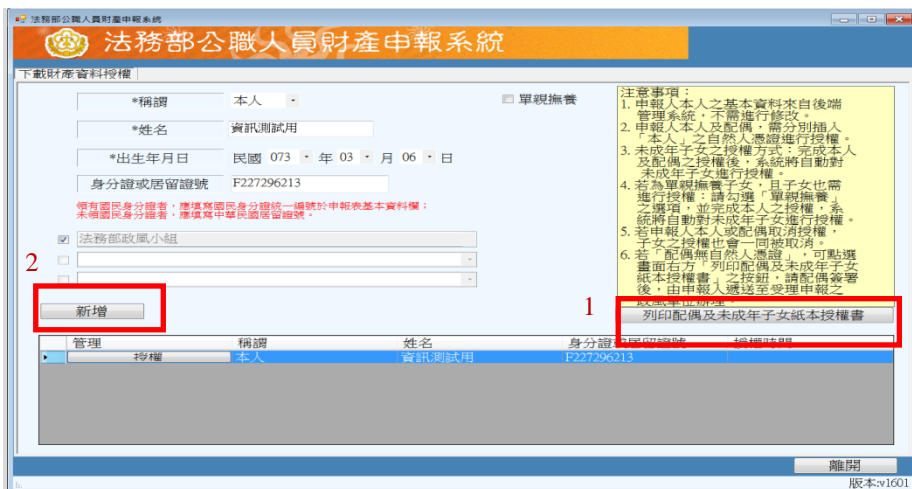 法務部公職人員財產申報系統
法務部公職人員財產申報系統
下載財產資料授權
*稱謂 本人 單親撫養
*姓名 資訊測試用
*出生年月日 民國 073 年 03 月 06 日
身分證或居留證號 F227296213
領有國民身分證者，應填寫國民身分證統一編號於申報表基本資料欄；
未領國民身分證者，應填寫中華民國居留證號。
法務部政風小組
2
新增
注意事項：
1. 申報人本人之基本資料來自後端
管理系統，不需進行修改。
2. 申報人本人及配偶，需分別插入
「本人」之自然人憑證進行授權。
3. 未成年子女之授權方式：完成本人
及配偶之授權後，系統將自動對
未成年子女進行授權。
4. 若為單親撫養子女，且子女也需
進行授權：請勾選「單親撫養」
之選項，並完成本人之授權，系
統將自動對未成年子女進行授權。
5. 若申報人本人或配偶取消授權，
子女之授權也會一同被取消。
6. 若「配偶無自然人憑證」，可點選
畫面右方「列印配偶及未成年子女
紙本授權書」之按鈕，請配偶簽署
後，由申報人遞送至受理申報之
政風單位辦理。
1
列印配偶及未成年子女紙本授權書
管理 稱謂 姓名 身分證或居留證號 授權時間
授權 本人 資訊測試用 F227296213
離開
版本:v1601